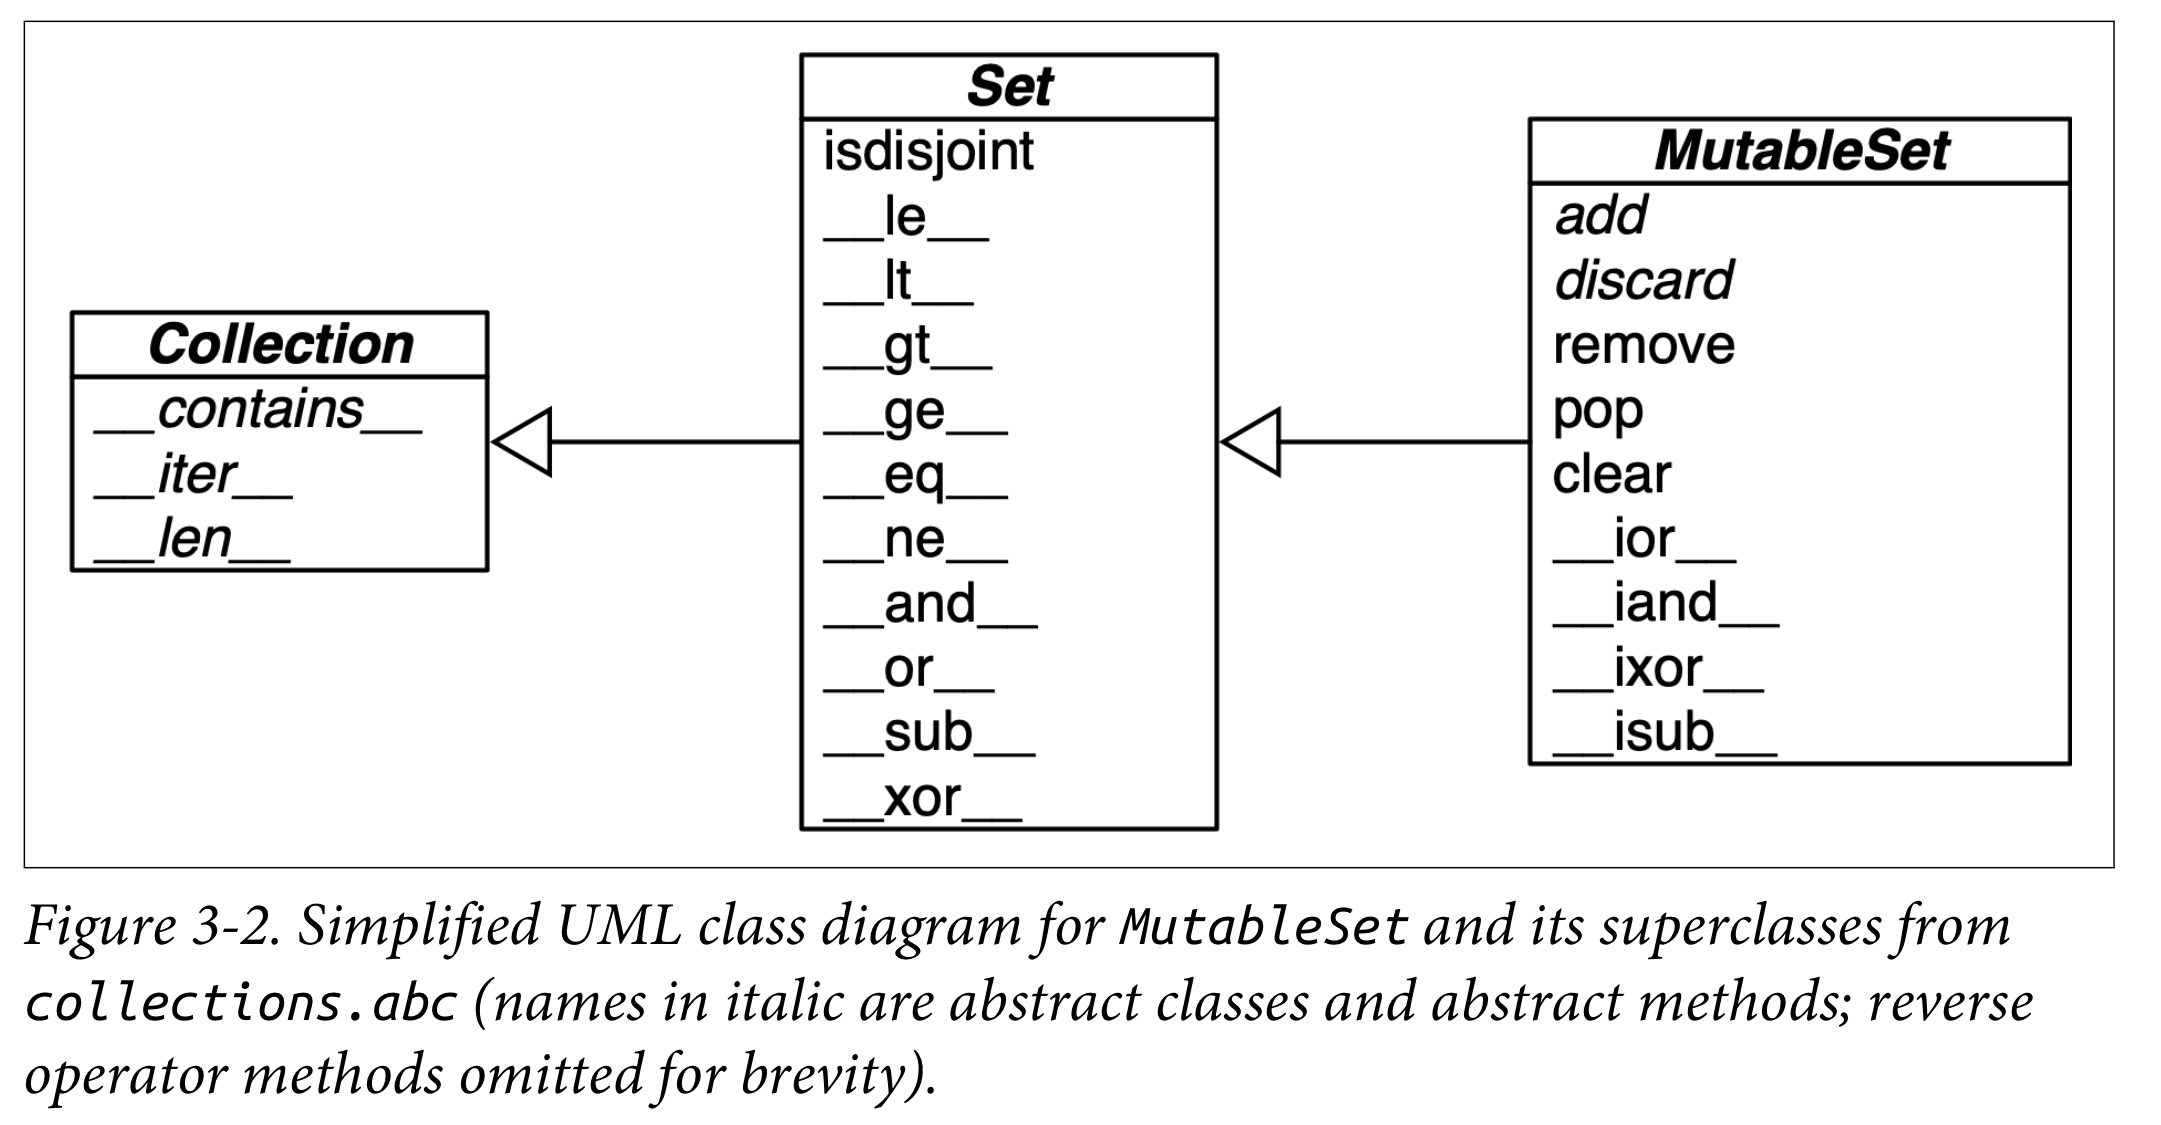 Collection
__contains__
__iter__
__len__
Set
isdisjoint
__le__
__lt__
__gt__
__ge__
__eq__
__ne__
__and__
__or__
__sub__
__xor__
MutableSet
add
discard
remove
pop
clear
__ior__
__iand__
__ixor__
__isub__
Figure 3-2. Simplified UML class diagram for MutableSet and its superclasses from
collections.abc (names in italic are abstract classes and abstract methods; reverse
operator methods omitted for brevity).